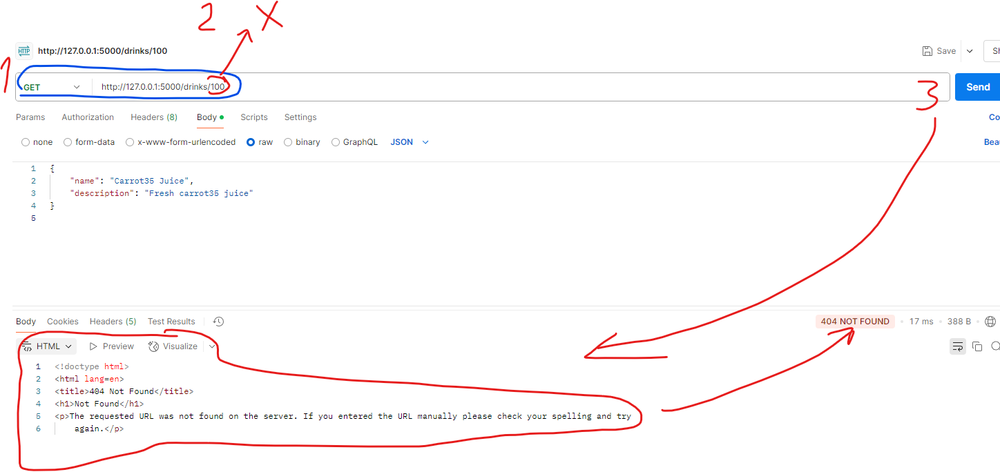 2 X
HTTP http://127.0.0.1:5000/drinks/100 Save
1
GET http://127.0.0.1:5000/drinks/100 3 Send
Params Authorization Headers (8) Body Scripts Settings Co
none form-data x-www-form-urlencoded raw binary GraphQL JSON Beau
1 {
2 "name": "Carrot35 Juice",
3 "description": "Fresh carrot35 juice"
4 }
5
Body Cookies Headers (5) Test Results 404 NOT FOUND • 17 ms • 388 B •
HTML Preview Visualize
1 <!doctype html>
2 <html lang=en>
3 <title>404 Not Found</title>
4 <h1>Not Found</h1>
5 <p>The requested URL was not found on the server. If you entered the URL manually please check your spelling and try
6 again.</p>